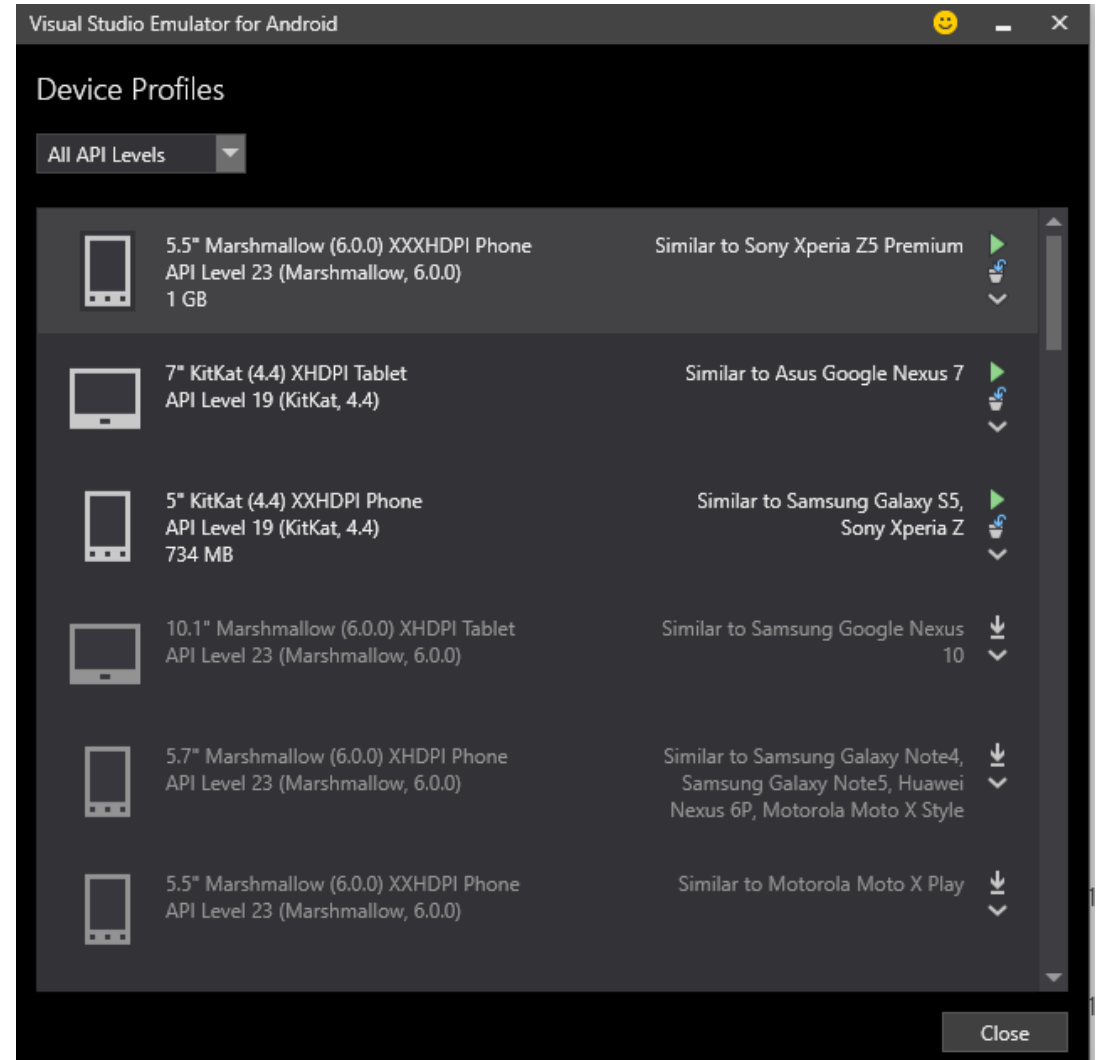 Visual Studio Emulator for Android
Device Profiles
All API Levels
5.5" Marshmallow (6.0.0) XXXHDPI Phone
API Level 23 (Marshmallow, 6.0.0)
1 GB
Similar to Sony Xperia Z5 Premium
7" KitKat (4.4) XHDPI Tablet
API Level 19 (KitKat, 4.4)
Similar to Asus Google Nexus 7
5" KitKat (4.4) XXHDPI Phone
API Level 19 (KitKat, 4.4)
734 MB
Similar to Samsung Galaxy S5,
Sony Xperia Z
10.1" Marshmallow (6.0.0) XHDPI Tablet
API Level 23 (Marshmallow, 6.0.0)
Similar to Samsung Google Nexus
10
5.7" Marshmallow (6.0.0) XHDPI Phone
API Level 23 (Marshmallow, 6.0.0)
Similar to Samsung Galaxy Note4,
Samsung Galaxy Note5, Huawei
Nexus 6P, Motorola Moto X Style
5.5" Marshmallow (6.0.0) XXHDPI Phone
API Level 23 (Marshmallow, 6.0.0)
Similar to Motorola Moto X Play
Close